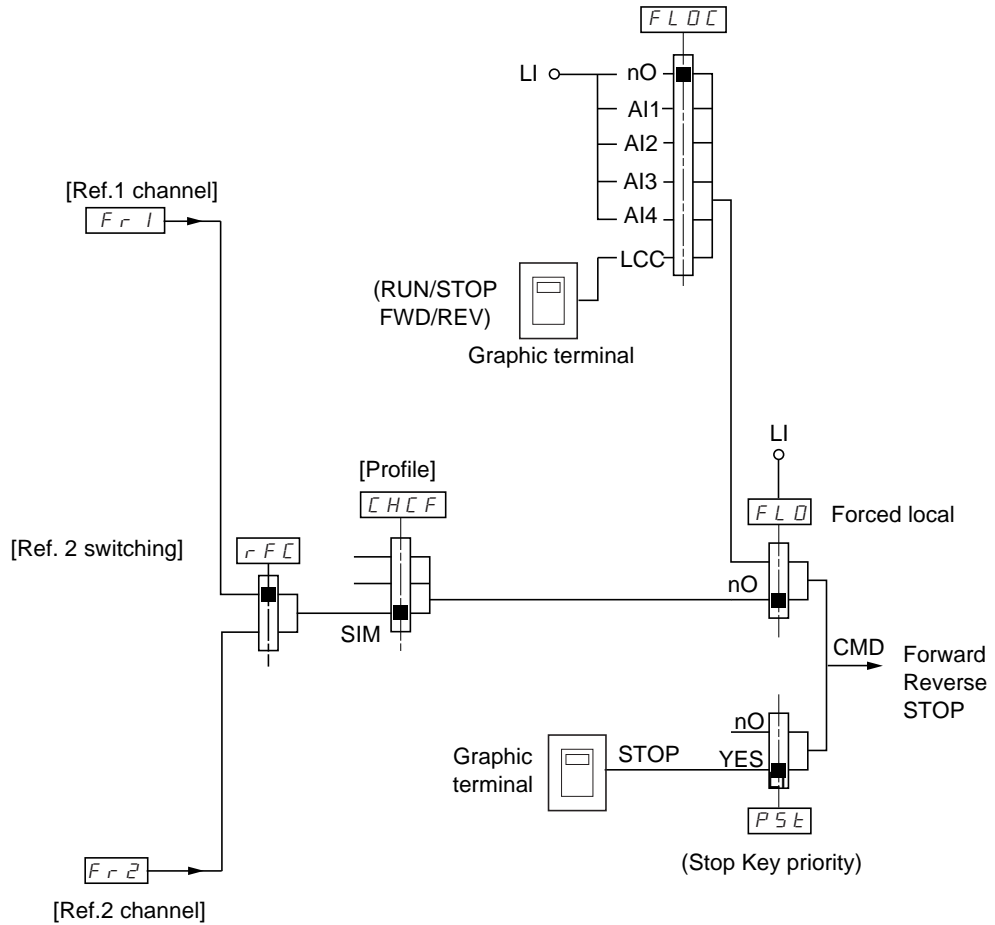 FLOC
LI
nO
AI1
AI2
AI3
AI4
LCC
[Ref.1 channel]
Fr1
(RUN/STOP
FWD/REV)
Graphic terminal
LI
[Profile]
CHCF
FLO
Forced local
[Ref. 2 switching]
rFC
nO
SIM
CMD
Forward
Reverse
STOP
nO
Graphic
terminal
STOP
YES
LI
PSt
(Stop Key priority)
Fr2
[Ref.2 channel]